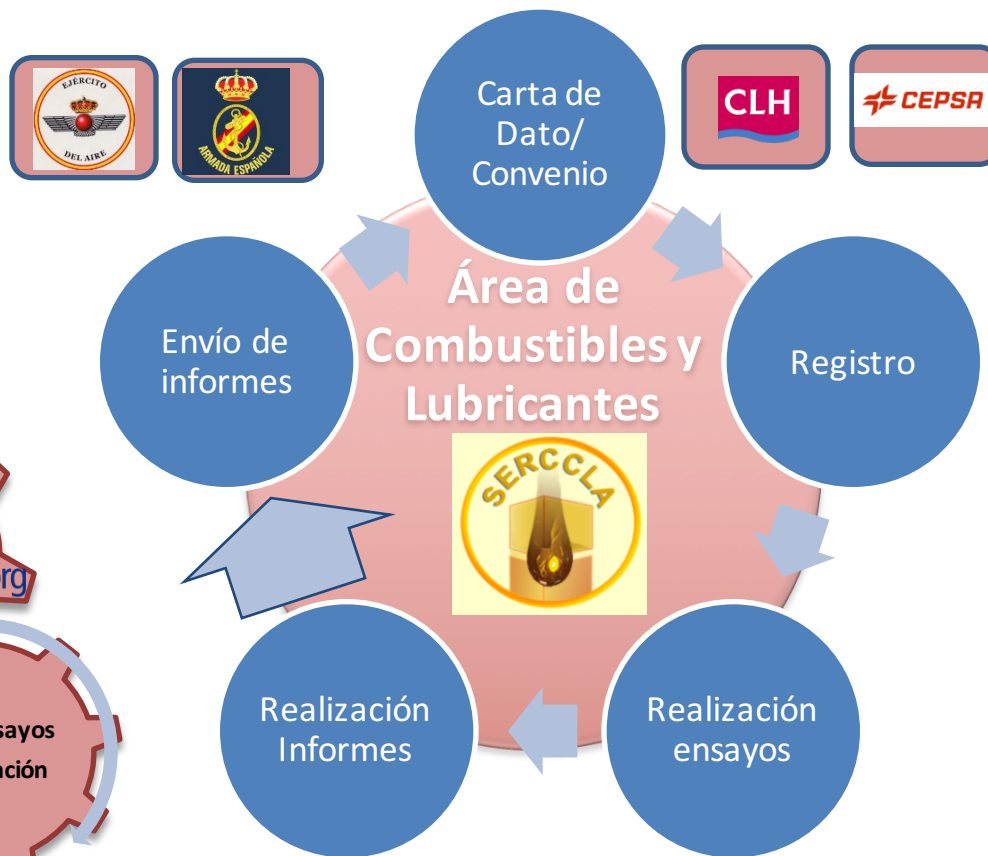 EJÉRCITO
DEL AIRE
ARMADA ESPAÑOLA
Carta de
Dato/
Convenio
CLH
CEPSA
Área de
Combustibles y
Lubricantes
Envío de
informes
Registro
SERCCLA
rg
sayos
ación
Realización
Informes
Realización
ensayos